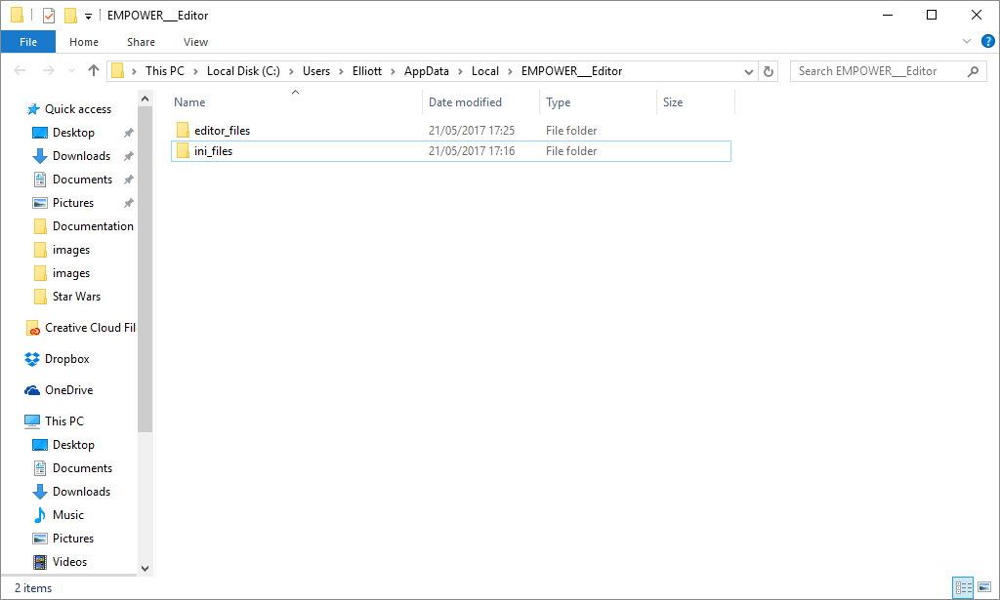 EMPOWER___Editor
File Home Share View
This PC Local Disk (C:) Users Elliott AppData Local EMPOWER___Editor
Search EMPOWER___Editor
Name Date modified Type Size
editor_files 21/05/2017 17:25 File folder
ini_files 21/05/2017 17:16 File folder
Quick access
Desktop
Downloads
Documents
Pictures
Documentation
images
images
Star Wars
Creative Cloud Fil
Dropbox
OneDrive
This PC
Desktop
Documents
Downloads
Music
Pictures
Videos
2 items